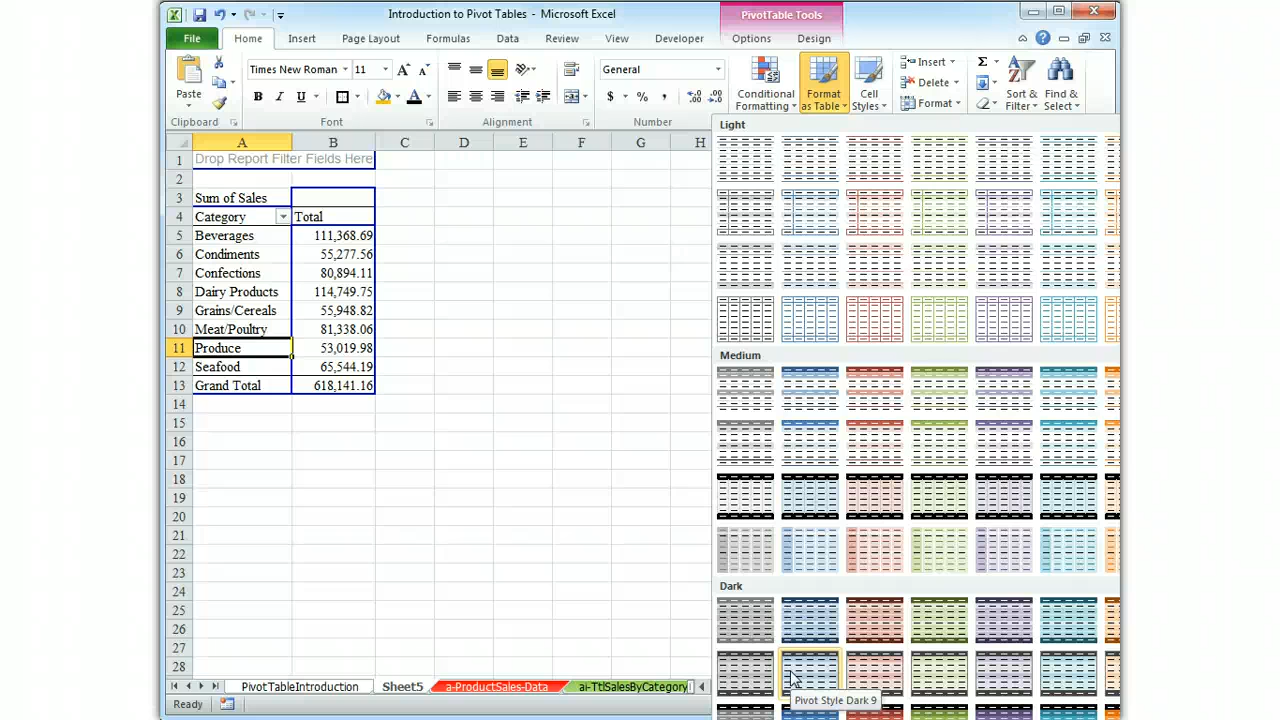 Introduction to Pivot Tables - Microsoft Excel
PivotTable Tools
File Home Insert Page Layout Formulas Data Review View Developer Options Design
Times New Roman 11 General
Insert
Delete
Format
Paste
B I U
$ % ,
Conditional Formatting
Format as Table
Cell Styles
Sort & Filter
Find & Select
Clipboard Font Alignment Number
Light
A B C D E F G H
1 Drop Report Filter Fields Here
2
3 Sum of Sales
4 Category Total
5 Beverages 111,368.69
6 Condiments 55,277.56
7 Confections 80,894.11
8 Dairy Products 114,749.75
9 Grains/Cereals 55,948.82
10 Meat/Poultry 81,338.06
11 Produce 53,019.98
12 Seafood 65,544.19
13 Grand Total 618,141.16
14
15
16
17
18
19
20
21
22
23
24
25
26
27
28
Medium
Dark
Pivot Style Dark 9
PivotTableIntroduction Sheet5 a-ProductSales-Data a-TtlSalesByCategory
Ready